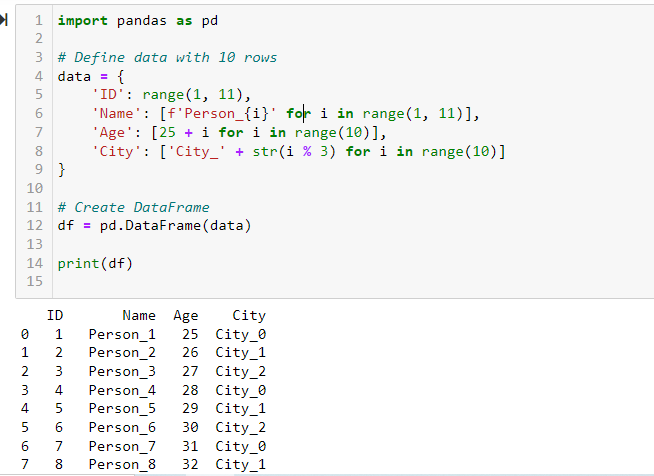 1 import pandas as pd
2
3 # Define data with 10 rows
4 data = {
5     'ID': range(1, 11),
6     'Name': [f'Person_{i}' for i in range(1, 11)],
7     'Age': [25 + i for i in range(10)],
8     'City': ['City_' + str(i % 3) for i in range(10)]
9 }
10
11 # Create DataFrame
12 df = pd.DataFrame(data)
13
14 print(df)
15
   ID       Name  Age    City
0   1   Person_1   25  City_0
1   2   Person_2   26  City_1
2   3   Person_3   27  City_2
3   4   Person_4   28  City_0
4   5   Person_5   29  City_1
5   6   Person_6   30  City_2
6   7   Person_7   31  City_0
7   8   Person_8   32  City_1